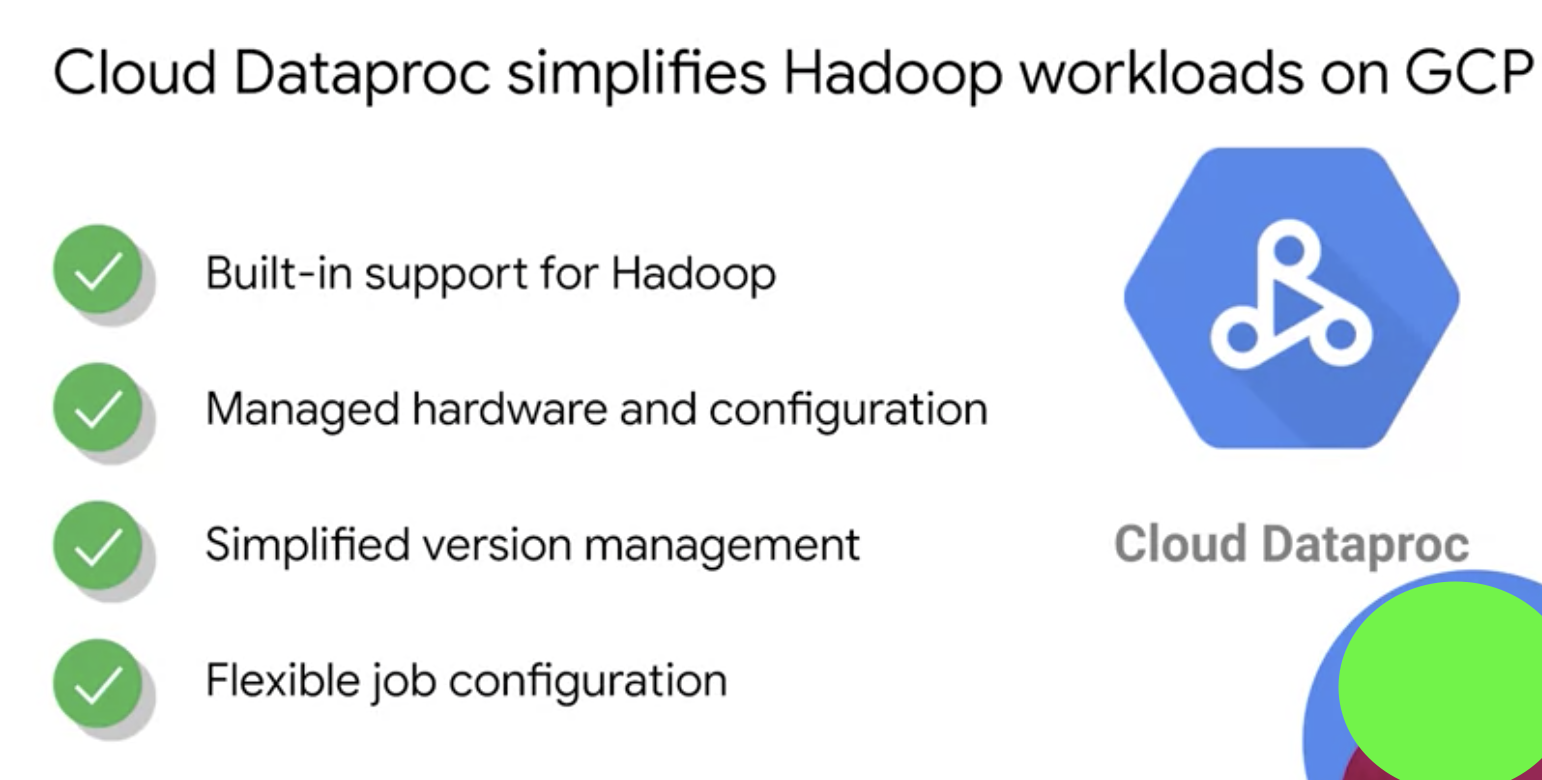 Cloud Dataproc simplifies Hadoop workloads on GCP
Built-in support for Hadoop
Managed hardware and configuration
Simplified version management
Flexible job configuration
Cloud Dataproc